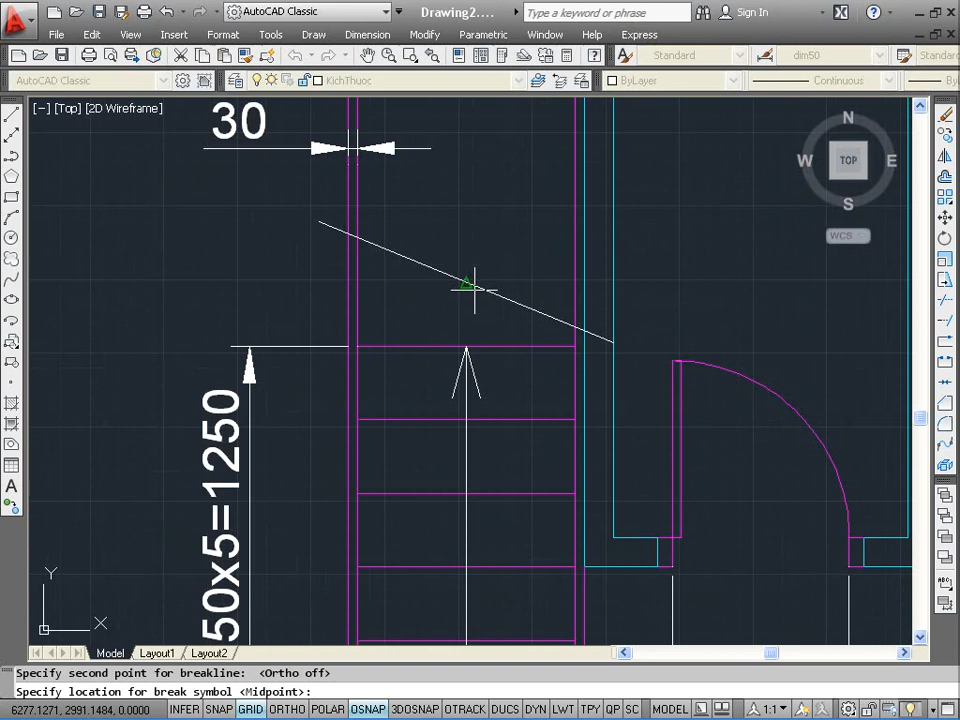 AutoCAD Classic
Drawing2....
Type a keyword or phrase
Sign In
File Edit View Insert Format Tools Draw Dimension Modify Parametric Window Help Express
Standard dim50 Standard
AutoCAD Classic KichThuoc ByLayer Continuous
[−] [Top] [2D Wireframe]
N
W TOP E
S
WCS
30
50x5=1250
Y
X
Model Layout1 Layout2
Specify second point for breakline: <Ortho off>
Specify location for break symbol <Midpoint>:
6277.1271, 2991.1484, 0.0000 INFER SNAP GRID ORTHO POLAR OSNAP 3DOSNAP OTRACK DUCS DYN LWT TPY QP SC MODEL 1:1